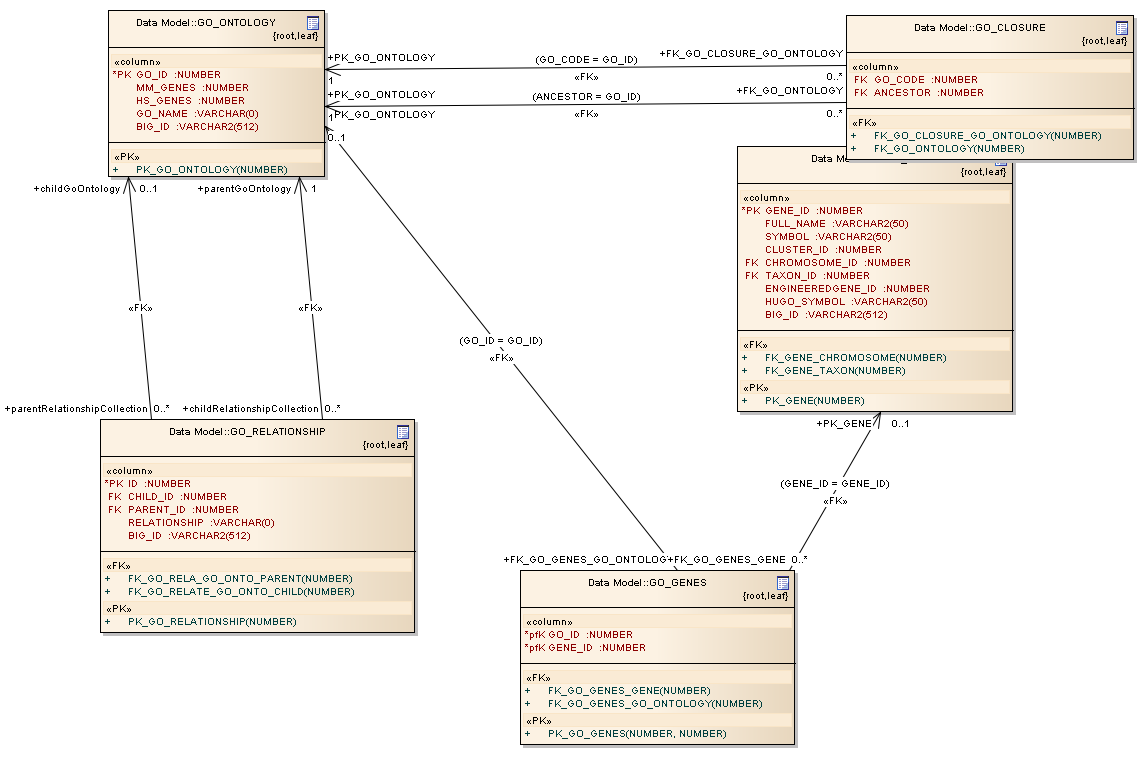 Data Model::GO_ONTOLOGY
{root,leaf}
«column»
*PK GO_ID :NUMBER
MM_GENES :NUMBER
HS_GENES :NUMBER
GO_NAME :VARCHAR(0)
BIG_ID :VARCHAR2(512)
«PK»
+ PK_GO_ONTOLOGY(NUMBER)
Data Model::GO_CLOSURE
{root,leaf}
«column»
FK GO_CODE :NUMBER
FK ANCESTOR :NUMBER
«FK»
+ FK_GO_CLOSURE_GO_ONTOLOGY(NUMBER)
+ FK_GO_ONTOLOGY(NUMBER)
+PK_GO_ONTOLOGY
(GO_CODE = GO_ID)
+FK_GO_CLOSURE_GO_ONTOLOGY
1
«FK»
0..*
+PK_GO_ONTOLOGY
(ANCESTOR = GO_ID)
+FK_GO_ONTOLOGY
1
«FK»
0..*
+PK_GO_ONTOLOGY
0..1
(GO_ID = GO_ID)
«FK»
+FK_GO_GENES_GO_ONTOLOG
+childGoOntology
0..1
«FK»
+parentRelationshipCollection
0..*
+parentGoOntology
1
«FK»
+childRelationshipCollection
0..*
Data
{root,leaf}
«column»
*PK GENE_ID :NUMBER
FULL_NAME :VARCHAR2(50)
SYMBOL :VARCHAR2(50)
CLUSTER_ID :NUMBER
FK CHROMOSOME_ID :NUMBER
FK TAXON_ID :NUMBER
ENGINEEREDGENE_ID :NUMBER
HUGO_SYMBOL :VARCHAR2(50)
BIG_ID :VARCHAR2(512)
«FK»
+ FK_GENE_CHROMOSOME(NUMBER)
+ FK_GENE_TAXON(NUMBER)
«PK»
+ PK_GENE(NUMBER)
+PK_GENE
0..1
(GENE_ID = GENE_ID)
«FK»
+FK_GO_GENES_GENE
0..*
Data Model::GO_RELATIONSHIP
{root,leaf}
«column»
*PK ID :NUMBER
FK CHILD_ID :NUMBER
FK PARENT_ID :NUMBER
RELATIONSHIP :VARCHAR(0)
BIG_ID :VARCHAR2(512)
«FK»
+ FK_GO_RELA_GO_ONTO_PARENT(NUMBER)
+ FK_GO_RELATE_GO_ONTO_CHILD(NUMBER)
«PK»
+ PK_GO_RELATIONSHIP(NUMBER)
Data Model::GO_GENES
{root,leaf}
«column»
*pfK GO_ID :NUMBER
*pfK GENE_ID :NUMBER
«FK»
+ FK_GO_GENES_GENE(NUMBER)
+ FK_GO_GENES_GO_ONTOLOGY(NUMBER)
«PK»
+ PK_GO_GENES(NUMBER, NUMBER)